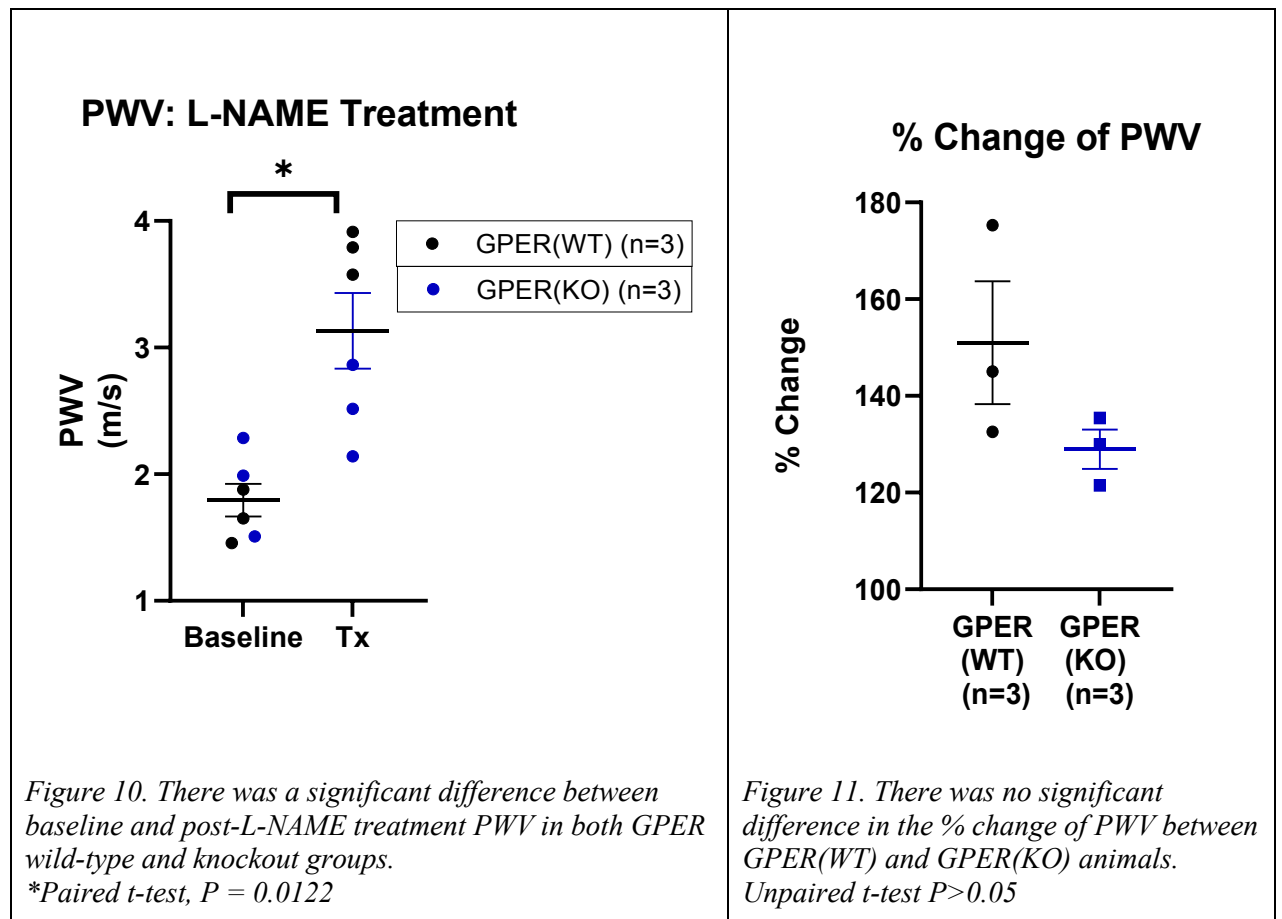 PWV: L-NAME Treatment
*
4
3
2
1
PWV
(m/s)
Baseline Tx
GPER(WT) (n=3)
GPER(KO) (n=3)
Figure 10. There was a significant difference between
baseline and post-L-NAME treatment PWV in both GPER
wild-type and knockout groups.
*Paired t-test, P = 0.0122
% Change of PWV
180
160
140
120
100
% Change
GPER GPER
(WT) (KO)
(n=3) (n=3)
Figure 11. There was no significant
difference in the % change of PWV between
GPER(WT) and GPER(KO) animals.
Unpaired t-test P>0.05